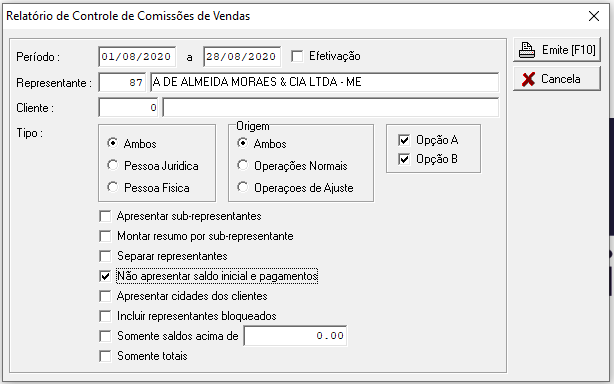 Relatório de Controle de Comissões de Vendas
Período : 01/08/2020 a 28/08/2020 Efetivação
Emite [F10]
Representante : 87 A DE ALMEIDA MORAES & CIA LTDA - ME
Cancela
Cliente : 0
Tipo :
Ambos
Pessoa Juridica
Pessoa Fisica
Origem
Ambos
Operações Normais
Operaçoes de Ajuste
Opção A
Opção B
Apresentar sub-representantes
Montar resumo por sub-representante
Separar representantes
Não apresentar saldo inicial e pagamentos
Apresentar cidades dos clientes
Incluir representantes bloqueados
Somente saldos acima de 0.00
Somente totais